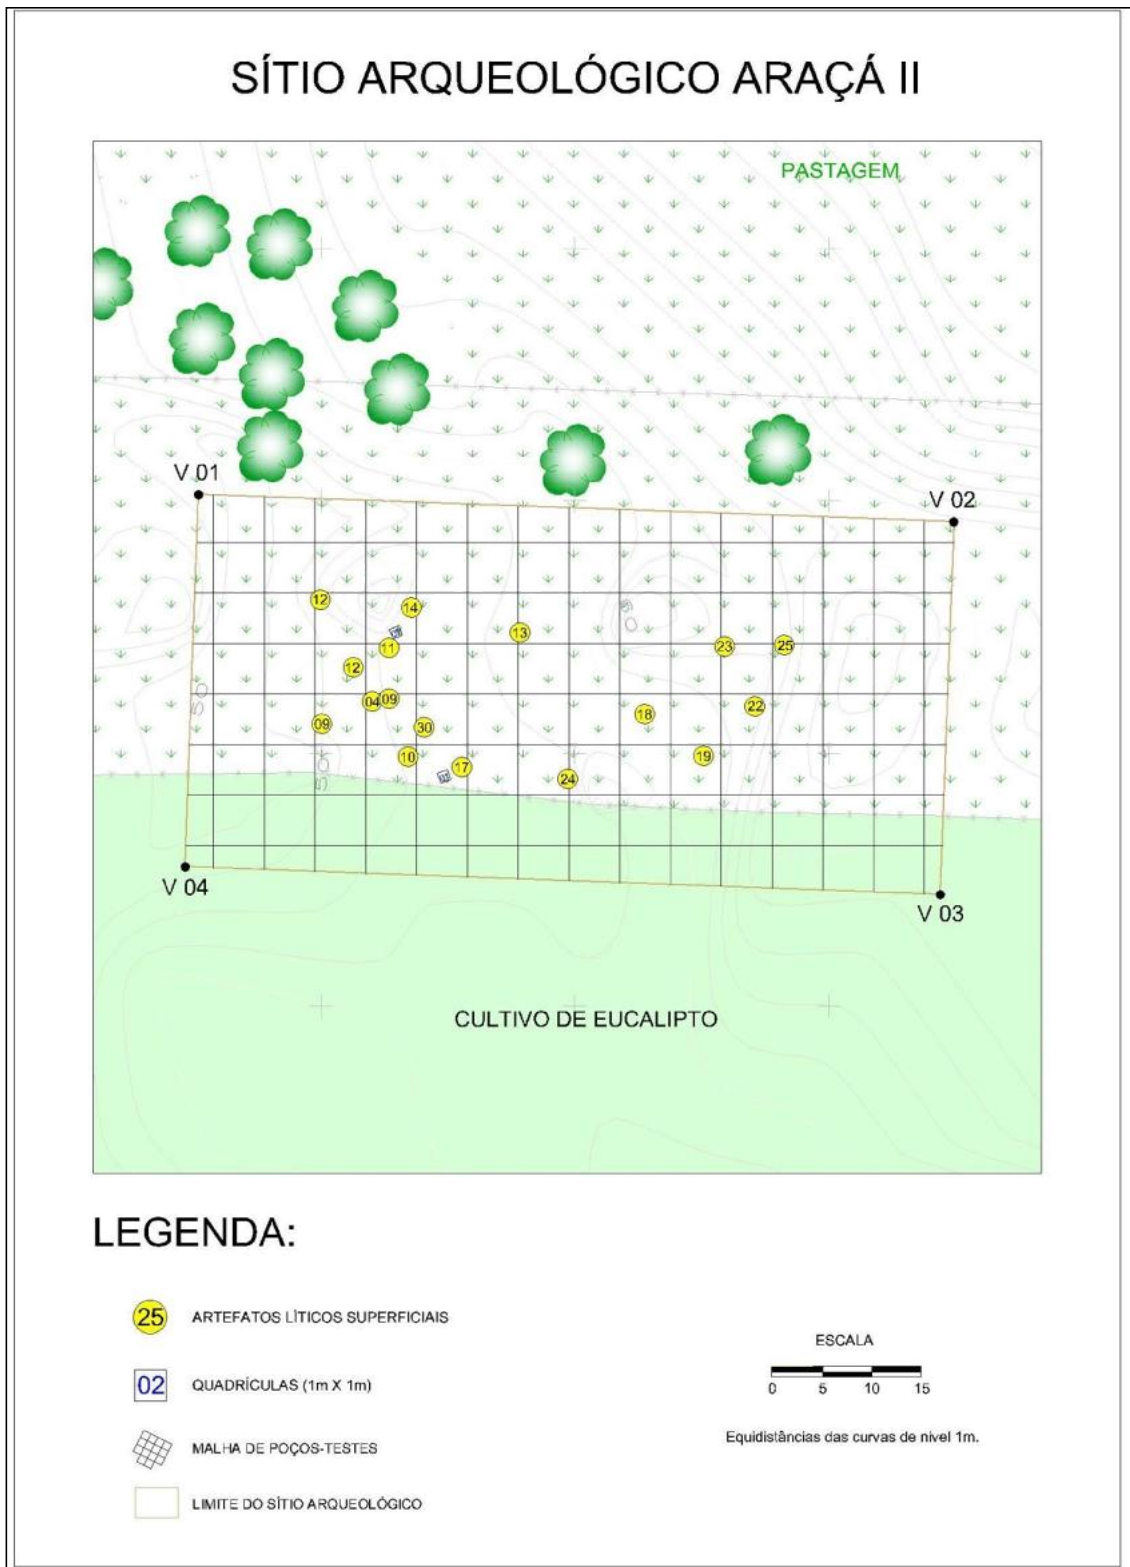 SÍTIO ARQUEOLÓGICO ARAÇÁ II
PASTAGEM
V 01
V 02
12
14
13
11
23
25
12
04
09
50
50
09
30
18
22
10
17
24
19
50
V 04
V 03
CULTIVO DE EUCALIPTO
LEGENDA:
25 ARTEFATOS LÍTICOS SUPERFICIAIS
02 QUADRÍCULAS (1m X 1m)
MALHA DE POÇOS-TESTES
LIMITE DO SÍTIO ARQUEOLÓGICO
ESCALA
0 5 10 15
Equidistâncias das curvas de nível 1m.